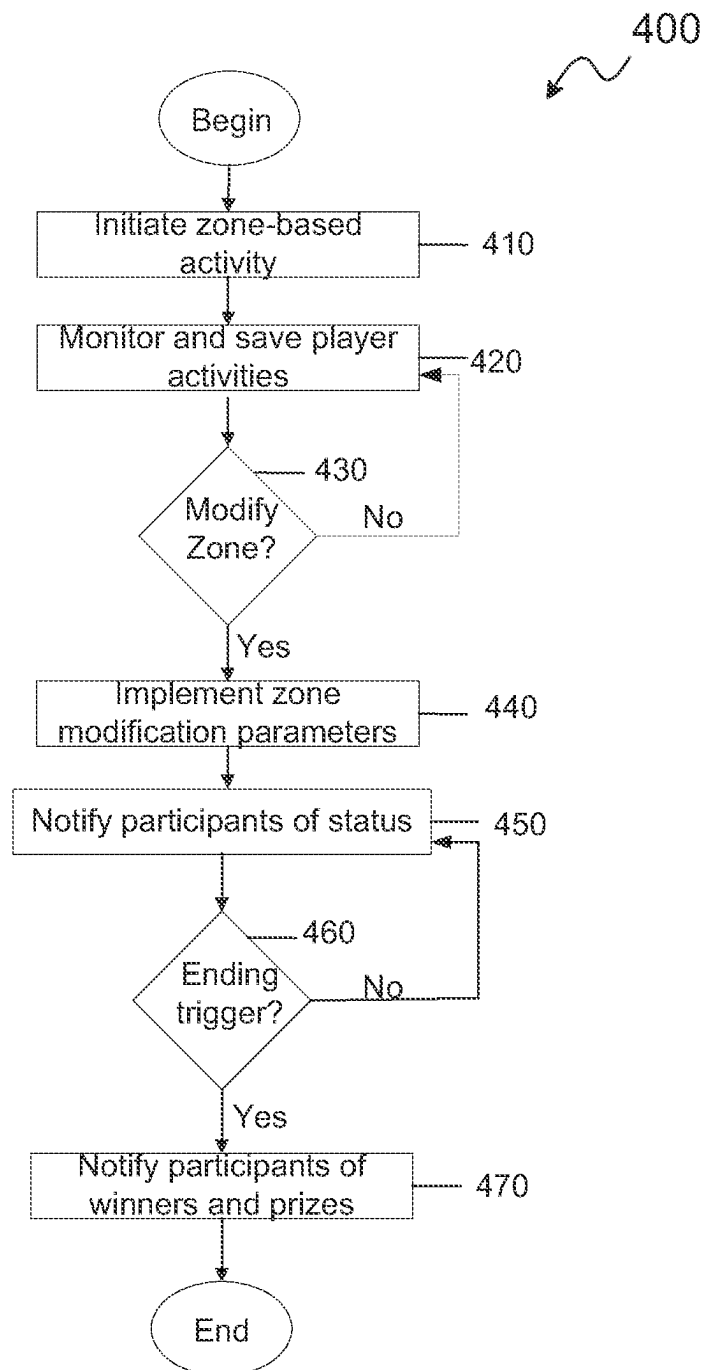 400
Begin
Initiate zone-based
activity
410
Monitor and save player
activities
420
430
Modify
Zone?
No
Yes
Implement zone
modification parameters
440
Notify participants of status
450
460
Ending
trigger?
No
Yes
Notify participants of
winners and prizes
470
End